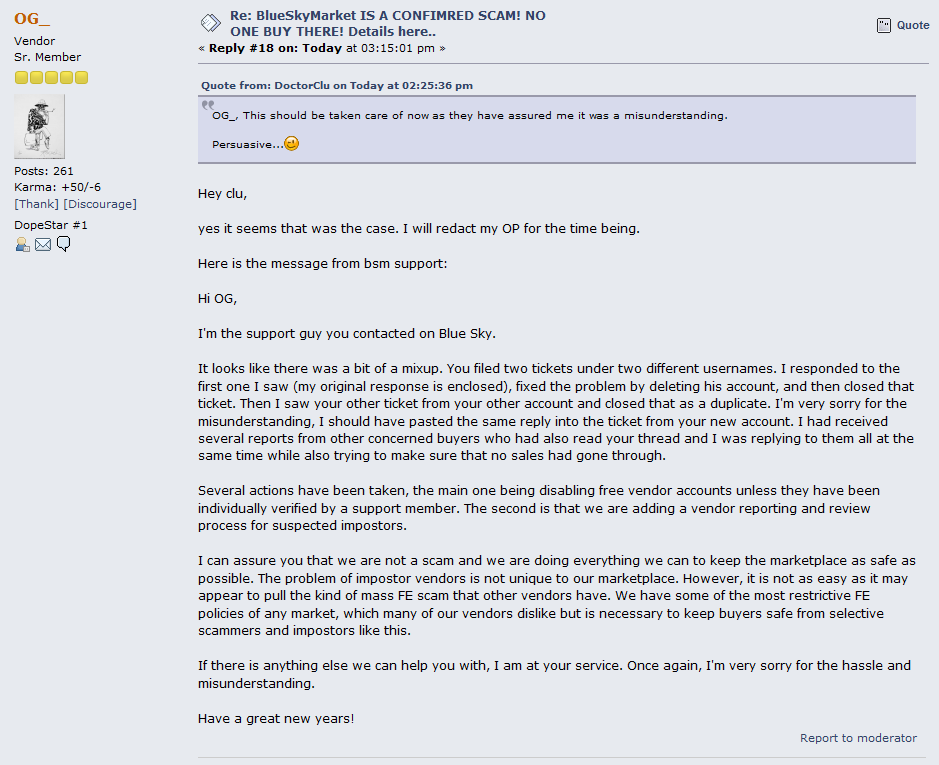 OG_
Vendor
Sr. Member
Posts: 261
Karma: +50/-6
[Thank] [Discourage]
DopeStar #1
Re: BlueSkyMarket IS A CONFIMRED SCAM! NO
ONE BUY THERE! Details here..
« Reply #18 on: Today at 03:15:01 pm »
Quote
Quote from: DoctorClu on Today at 02:25:36 pm
OG_, This should be taken care of now as they have assured me it was a misunderstanding.
Persuasive...
Hey clu,
yes it seems that was the case. I will redact my OP for the time being.
Here is the message from bsm support:
Hi OG,
I'm the support guy you contacted on Blue Sky.
It looks like there was a bit of a mixup. You filed two tickets under two different usernames. I responded to the
first one I saw (my original response is enclosed), fixed the problem by deleting his account, and then closed that
ticket. Then I saw your other ticket from your other account and closed that as a duplicate. I'm very sorry for the
misunderstanding, I should have pasted the same reply into the ticket from your new account. I had received
several reports from other concerned buyers who had also read your thread and I was replying to them all at the
same time while also trying to make sure that no sales had gone through.
Several actions have been taken, the main one being disabling free vendor accounts unless they have been
individually verified by a support member. The second is that we are adding a vendor reporting and review
process for suspected impostors.
I can assure you that we are not a scam and we are doing everything we can to keep the marketplace as safe as
possible. The problem of impostor vendors is not unique to our marketplace. However, it is not as easy as it may
appear to pull the kind of mass FE scam that other vendors have. We have some of the most restrictive FE
policies of any market, which many of our vendors dislike but is necessary to keep buyers safe from selective
scammers and impostors like this.
If there is anything else we can help you with, I am at your service. Once again, I'm very sorry for the hassle and
misunderstanding.
Have a great new years!
Report to moderator